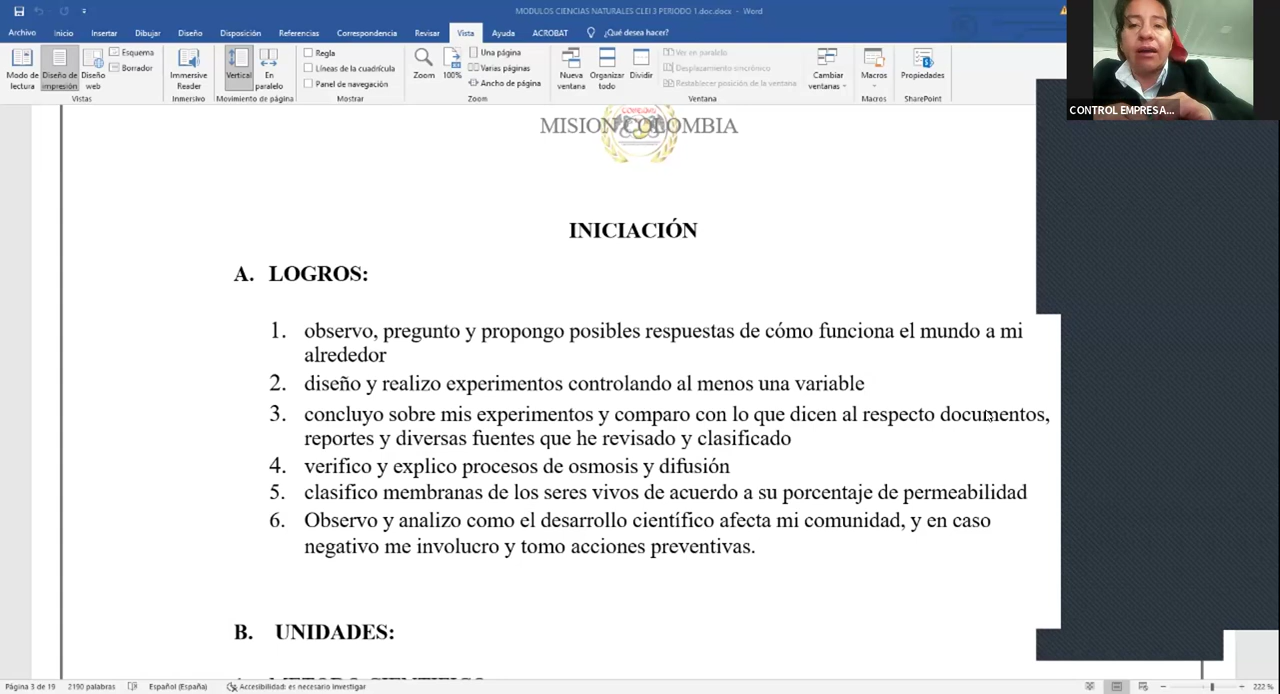 MODULOS CIENCIAS NATURALES CLEI 3 PERIODO 1.doc.docx - Word
Archivo Inicio Insertar Dibujar Diseño Disposición Referencias Correspondencia Revisar Vista Ayuda ACROBAT ¿Qué desea hacer?
Modo de lectura
Diseño de impresión
Diseño web
Esquema
Borrador
Vistas
Immersive Reader
Inmersivo
Vertical
En paralelo
Movimiento de página
Regla
Líneas de la cuadrícula
Panel de navegación
Mostrar
Zoom
100%
Una página
Varias páginas
Ancho de página
Zoom
Nueva ventana
Organizar todo
Dividir
Ver en paralelo
Desplazamiento sincrónico
Restablecer posición de la ventana
Cambiar ventanas
Ventana
Macros
Macros
Propiedades
SharePoint
CONTROL EMPRESA...
MISION COLOMBIA
INICIACIÓN
A. LOGROS:
1. observo, pregunto y propongo posibles respuestas de cómo funciona el mundo a mi
alrededor
2. diseño y realizo experimentos controlando al menos una variable
3. concluyo sobre mis experimentos y comparo con lo que dicen al respecto documentos,
reportes y diversas fuentes que he revisado y clasificado
4. verifico y explico procesos de osmosis y difusión
5. clasifico membranas de los seres vivos de acuerdo a su porcentaje de permeabilidad
6. Observo y analizo como el desarrollo científico afecta mi comunidad, y en caso
negativo me involucro y tomo acciones preventivas.
B. UNIDADES:
Página 3 de 19 2190 palabras Español (España) Accesibilidad: es necesario investigar 222 %